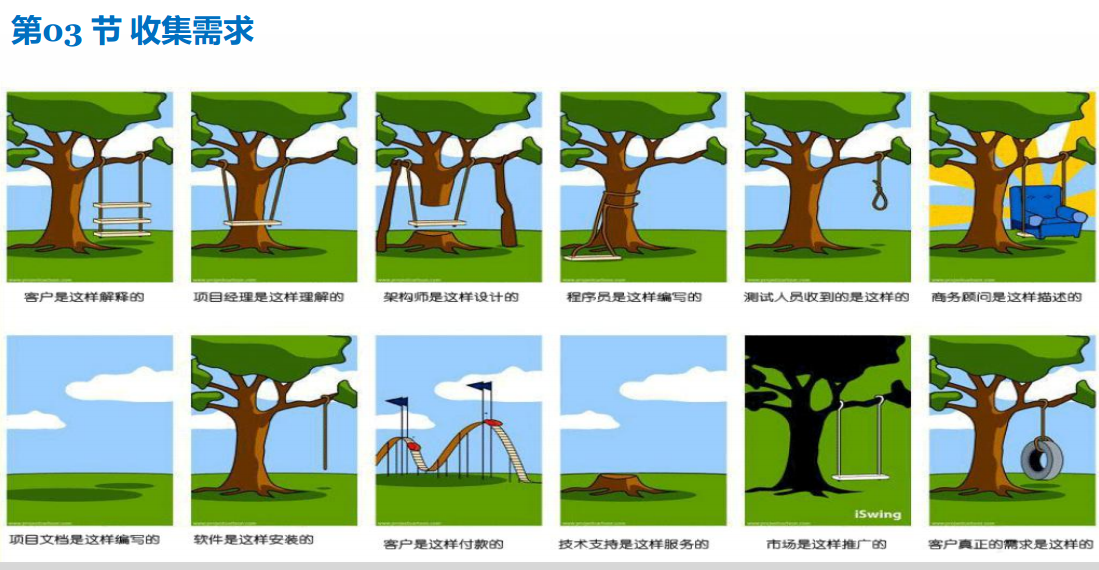 第03 节 收集需求
客户是这样解释的
项目经理是这样理解的
架构师是这样设计的
程序员是这样编写的
测试人员收到的是这样的
商务顾问是这样描述的
iSwing
项目文档是这样编写的
软件是这样安装的
客户是这样付款的
技术支持是这样服务的
市场是这样推广的
客户真正的需求是这样的